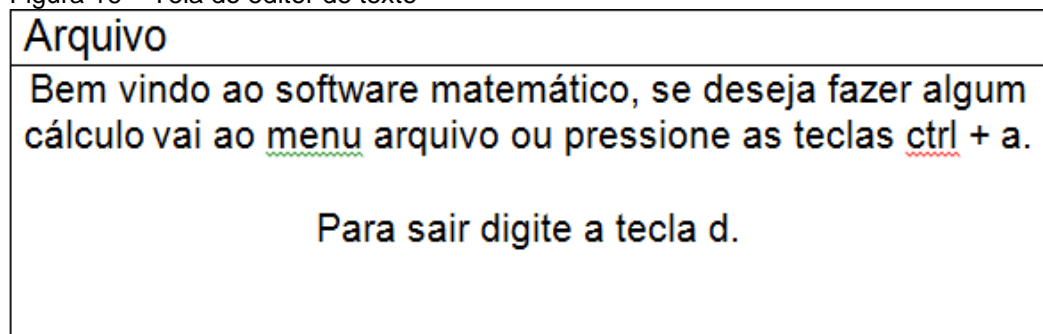 Figura 10 – Tela do editor de texto
Arquivo
Bem vindo ao software matemático, se deseja fazer algum
cálculo vai ao menu arquivo ou pressione as teclas ctrl + a.
Para sair digite a tecla d.